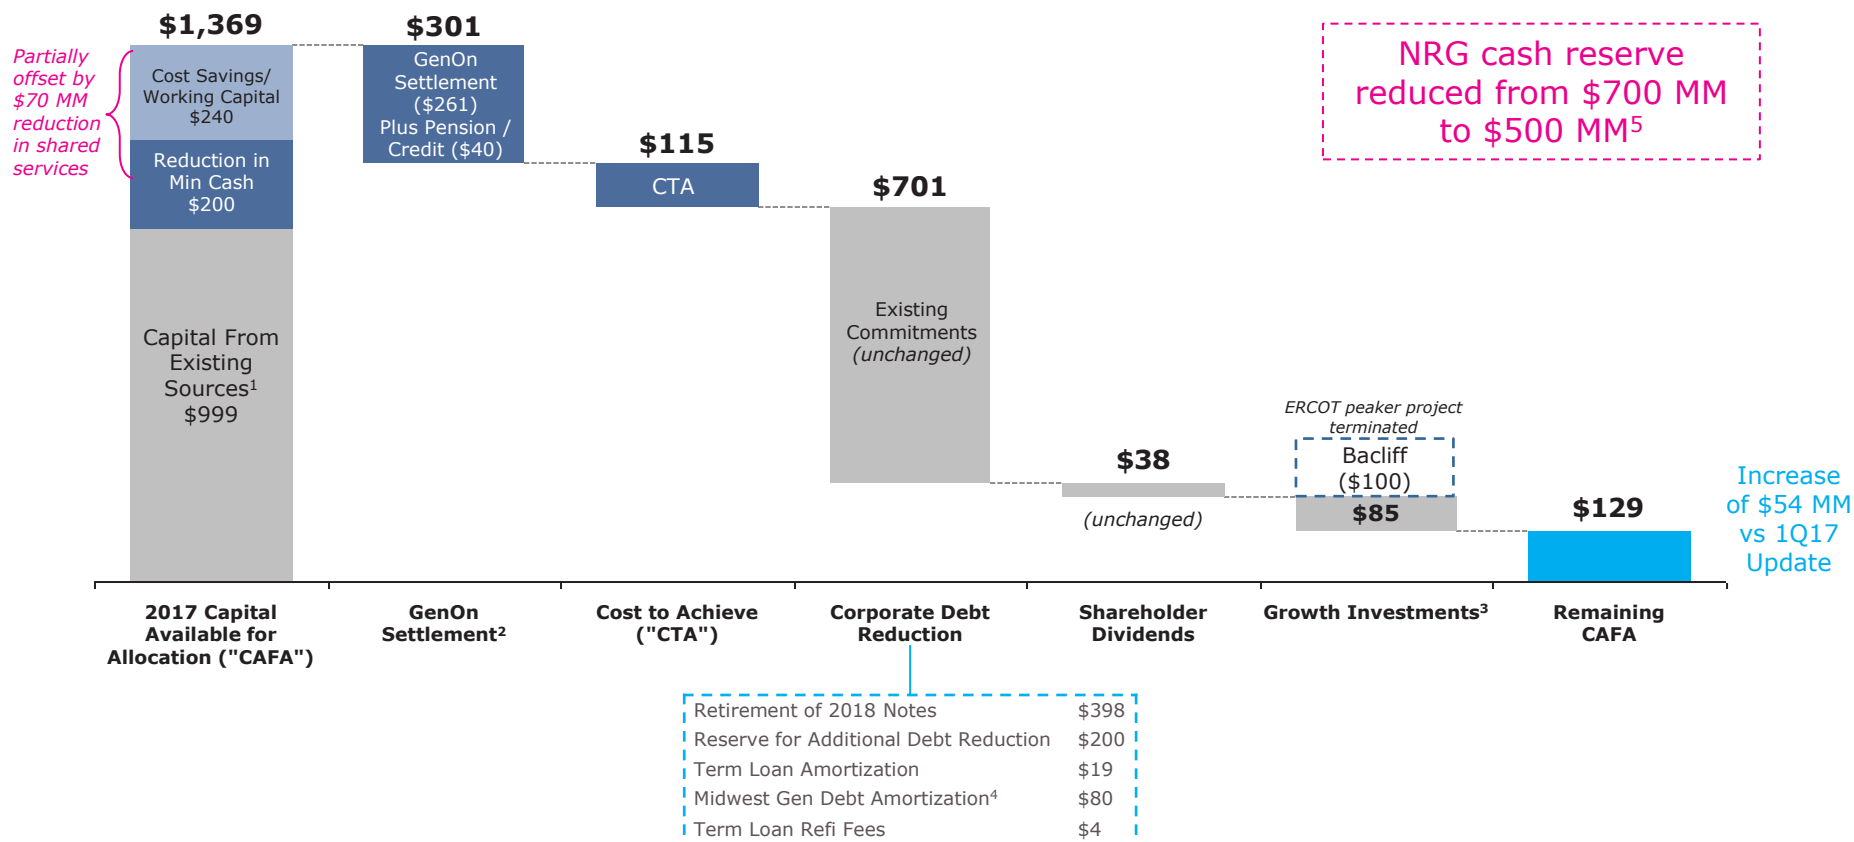 $1,369
Partially
offset by
$70 MM
reduction
in shared
services
Cost Savings/
Working Capital
$240
Reduction in
Min Cash
$200
Capital From
Existing
Sources¹
$999
$301
GenOn
Settlement
($261)
Plus Pension /
Credit ($40)
$115
CTA
$701
Existing
Commitments
(unchanged)
$38
(unchanged)
ERCOT peaker project
terminated
Bacliff
($100)
$85
$129
NRG cash reserve
reduced from $700 MM
to $500 MM⁵
Increase
of $54 MM
vs 1Q17
Update
2017 Capital
Available for
Allocation ("CAFA")
GenOn
Settlement²
Cost to Achieve
("CTA")
Corporate Debt
Reduction
Shareholder
Dividends
Growth Investments³
Remaining
CAFA
Retirement of 2018 Notes $398
Reserve for Additional Debt Reduction $200
Term Loan Amortization $19
Midwest Gen Debt Amortization⁴ $80
Term Loan Refi Fees $4